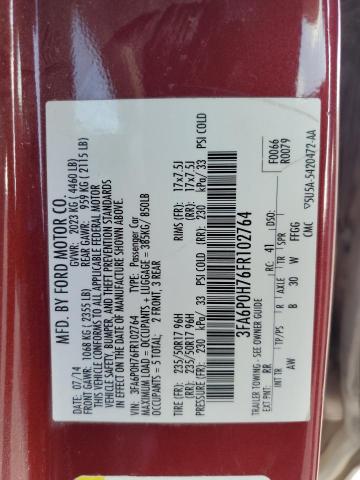 MFD. BY FORD MOTOR CO.
DATE: 07/14 GVWR: 2023 KG ( 4460 LB)
FRONT GAWR: 1068 KG ( 2355 LB) REAR GAWR: 959 KG ( 2115 LB)
THIS VEHICLE CONFORMS TO ALL APPLICABLE FEDERAL MOTOR
VEHICLE SAFETY, BUMPER, AND THEFT PREVENTION STANDARDS
IN EFFECT ON THE DATE OF MANUFACTURE SHOWN ABOVE.
VIN: 3FA6P0H76FR102764 TYPE: Passenger Car
MAXIMUM LOAD = OCCUPANTS + LUGGAGE = 385KG/ 850LB
OCCUPANTS = 5 TOTAL: 2 FRONT, 3 REAR
TIRE: (FR): 235/50R17 96H RIMS (FR): 17x7.5J
(RR): 235/50R17 96H (RR): 17x7.5J
PRESSURE: (FR): 230 kPa/ 33 PSI COLD (RR): 230 kPa/ 33 PSI COLD
3FA6P0H76FR102764
TRAILER TOWING - SEE OWNER GUIDE
F0066
R0079
EXT PNT: RR RC: 41 DSO:
TP/PS R AXLE TR SPR
AW B 30 W FFGG
CMC 5U5A-5420472-AA